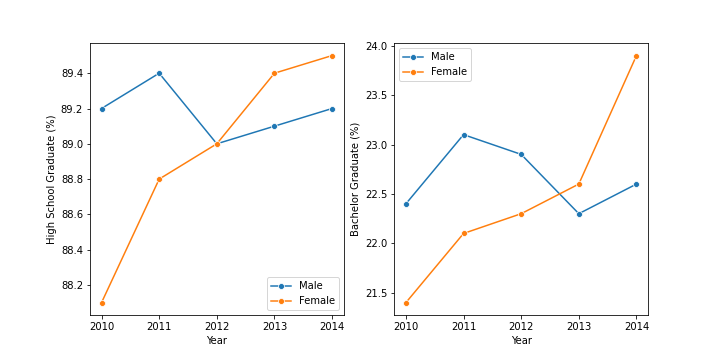 High School Graduate (%)
89.4
89.2
89.0
88.8
88.6
88.4
88.2
2010 2011 2012 2013 2014
Year
Male
Female
Bachelor Graduate (%)
24.0
23.5
23.0
22.5
22.0
21.5
2010 2011 2012 2013 2014
Year
Male
Female